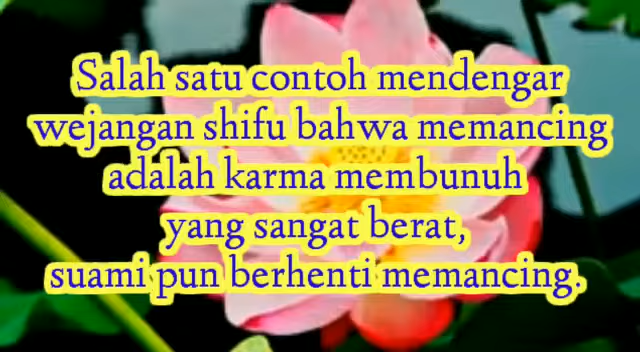 Salah satu contoh mendengar
wejangan shifu bahwa memancing
adalah karma membunuh
yang sangat berat,
suami pun berhenti memancing.